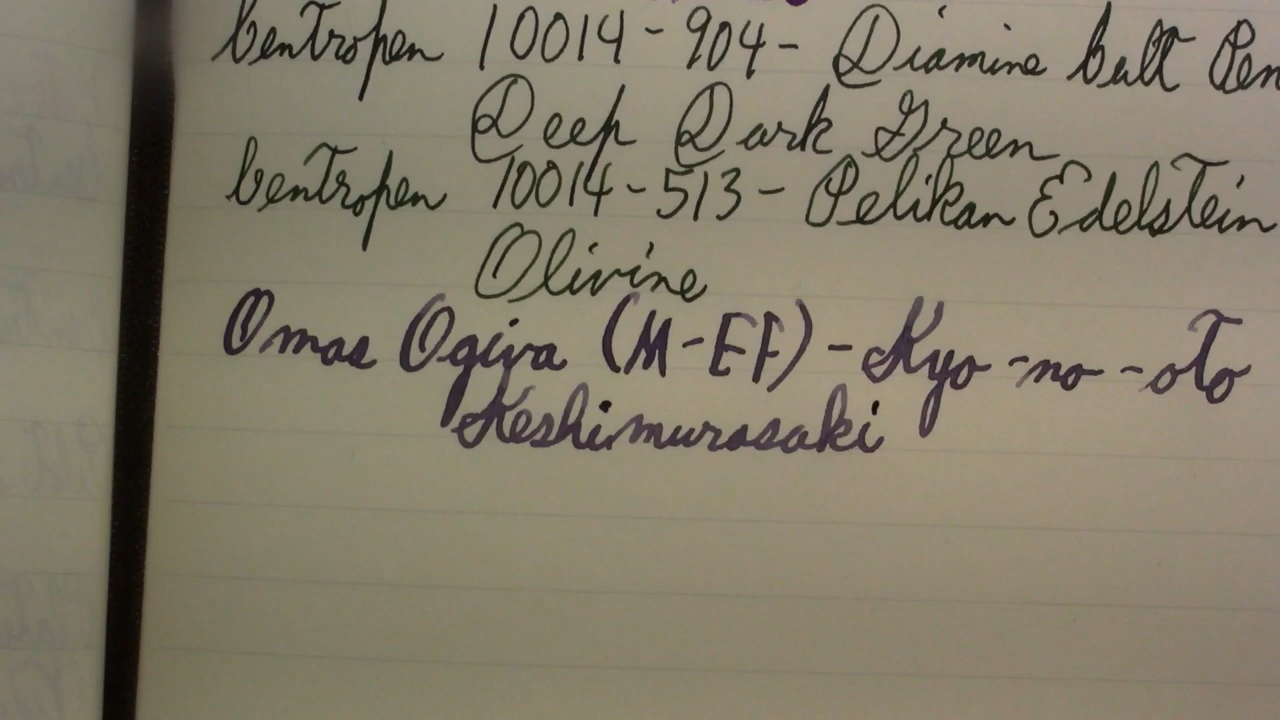 Centropen 10014-904- Diamine Cult Pen
Deep Dark Green
Centropen 10014-513- Pelikan Edelstein
Olivine
Omas Ogiva (M-EF) - Kyo-no-oto
Keshimurasaki